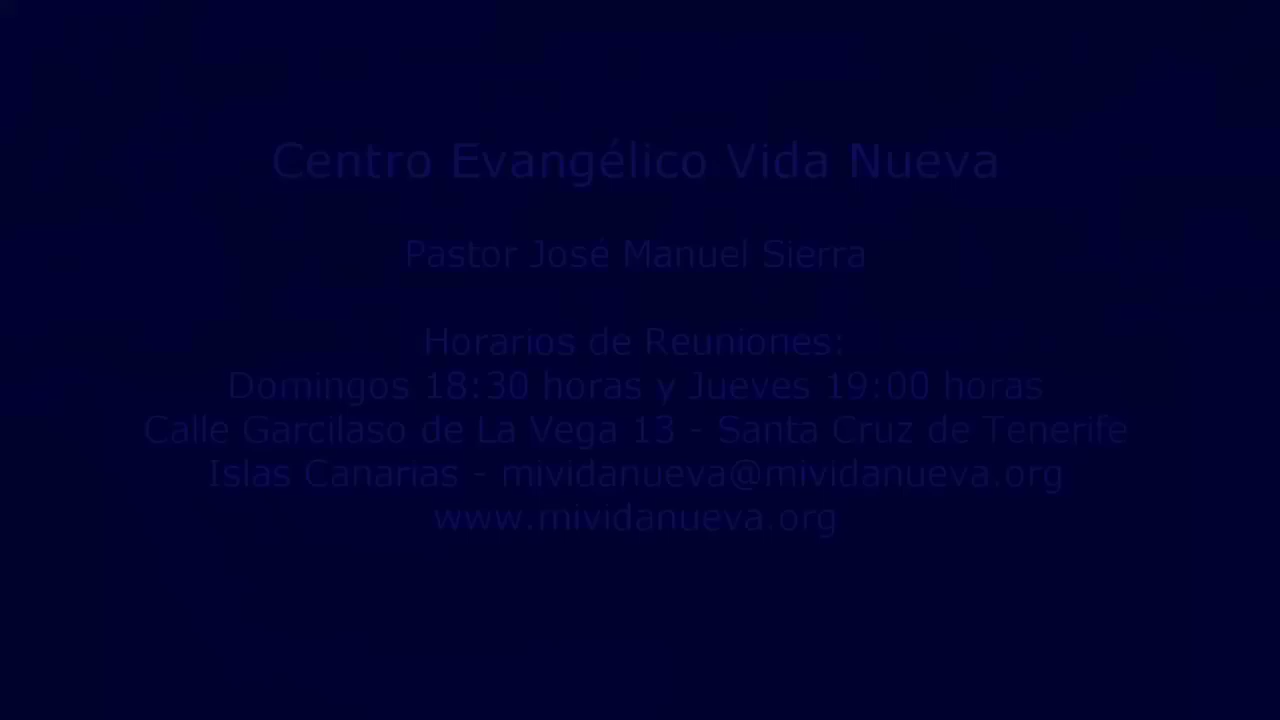 Centro Evangélico Vida Nueva
Pastor José Manuel Sierra
Horarios de Reuniones:
Domingos 18:30 horas y Jueves 19:00 horas
Calle Garcilaso de La Vega 13 - Santa Cruz de Tenerife
Islas Canarias - mividanueva@mividanueva.org
www.mividanueva.org